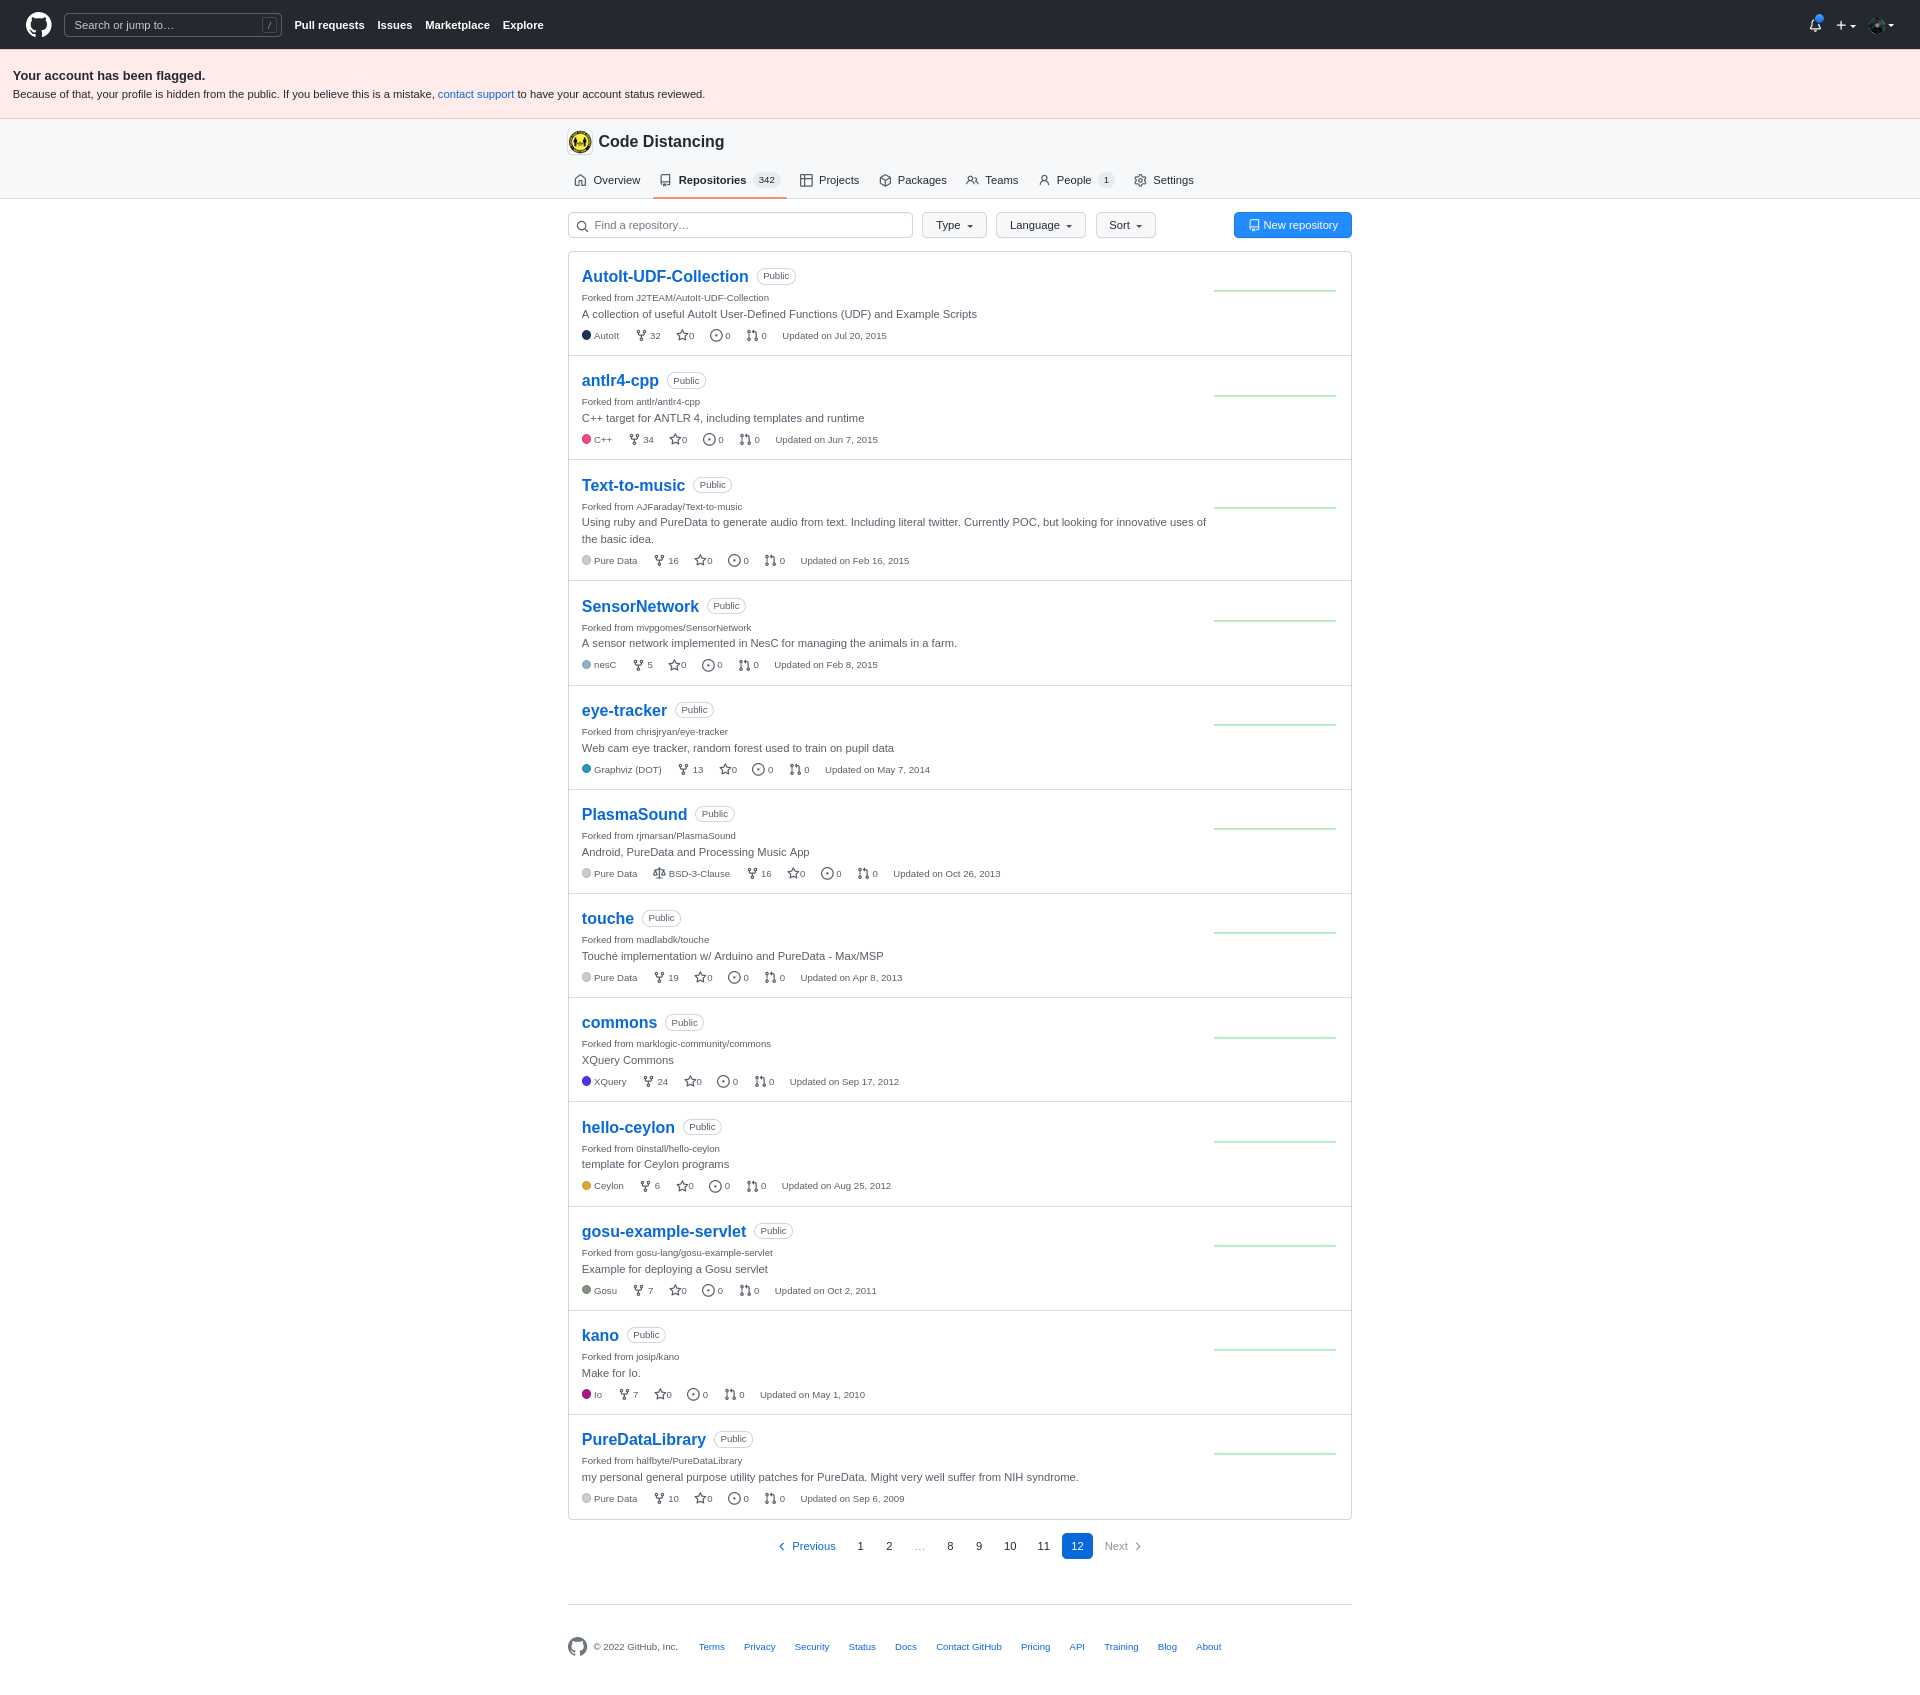 Search or jump to… /
Pull requests Issues Marketplace Explore
Your account has been flagged.
Because of that, your profile is hidden from the public. If you believe this is a mistake, contact support to have your account status reviewed.
Code Distancing
Overview Repositories 342 Projects Packages Teams People 1 Settings
Find a repository… Type Language Sort New repository
AutoIt-UDF-Collection Public
Forked from J2TEAM/AutoIt-UDF-Collection
A collection of useful AutoIt User-Defined Functions (UDF) and Example Scripts
AutoIt 32 0 0 0 Updated on Jul 20, 2015
antlr4-cpp Public
Forked from antlr/antlr4-cpp
C++ target for ANTLR 4, including templates and runtime
C++ 34 0 0 0 Updated on Jun 7, 2015
Text-to-music Public
Forked from AJFaraday/Text-to-music
Using ruby and PureData to generate audio from text. Including literal twitter. Currently POC, but looking for innovative uses of
the basic idea.
Pure Data 16 0 0 0 Updated on Feb 16, 2015
SensorNetwork Public
Forked from mvpgomes/SensorNetwork
A sensor network implemented in NesC for managing the animals in a farm.
nesC 5 0 0 0 Updated on Feb 8, 2015
eye-tracker Public
Forked from chrisjryan/eye-tracker
Web cam eye tracker, random forest used to train on pupil data
Graphviz (DOT) 13 0 0 0 Updated on May 7, 2014
PlasmaSound Public
Forked from rjmarsan/PlasmaSound
Android, PureData and Processing Music App
Pure Data BSD-3-Clause 16 0 0 0 Updated on Oct 26, 2013
touche Public
Forked from madlabdk/touche
Touché implementation w/ Arduino and PureData - Max/MSP
Pure Data 19 0 0 0 Updated on Apr 8, 2013
commons Public
Forked from marklogic-community/commons
XQuery Commons
XQuery 24 0 0 0 Updated on Sep 17, 2012
hello-ceylon Public
Forked from 0install/hello-ceylon
template for Ceylon programs
Ceylon 6 0 0 0 Updated on Aug 25, 2012
gosu-example-servlet Public
Forked from gosu-lang/gosu-example-servlet
Example for deploying a Gosu servlet
Gosu 7 0 0 0 Updated on Oct 2, 2011
kano Public
Forked from josip/kano
Make for Io.
Io 7 0 0 0 Updated on May 1, 2010
PureDataLibrary Public
Forked from halfbyte/PureDataLibrary
my personal general purpose utility patches for PureData. Might very well suffer from NIH syndrome.
Pure Data 10 0 0 0 Updated on Sep 6, 2009
Previous 1 2 … 8 9 10 11 12 Next
© 2022 GitHub, Inc. Terms Privacy Security Status Docs Contact GitHub Pricing API Training Blog About